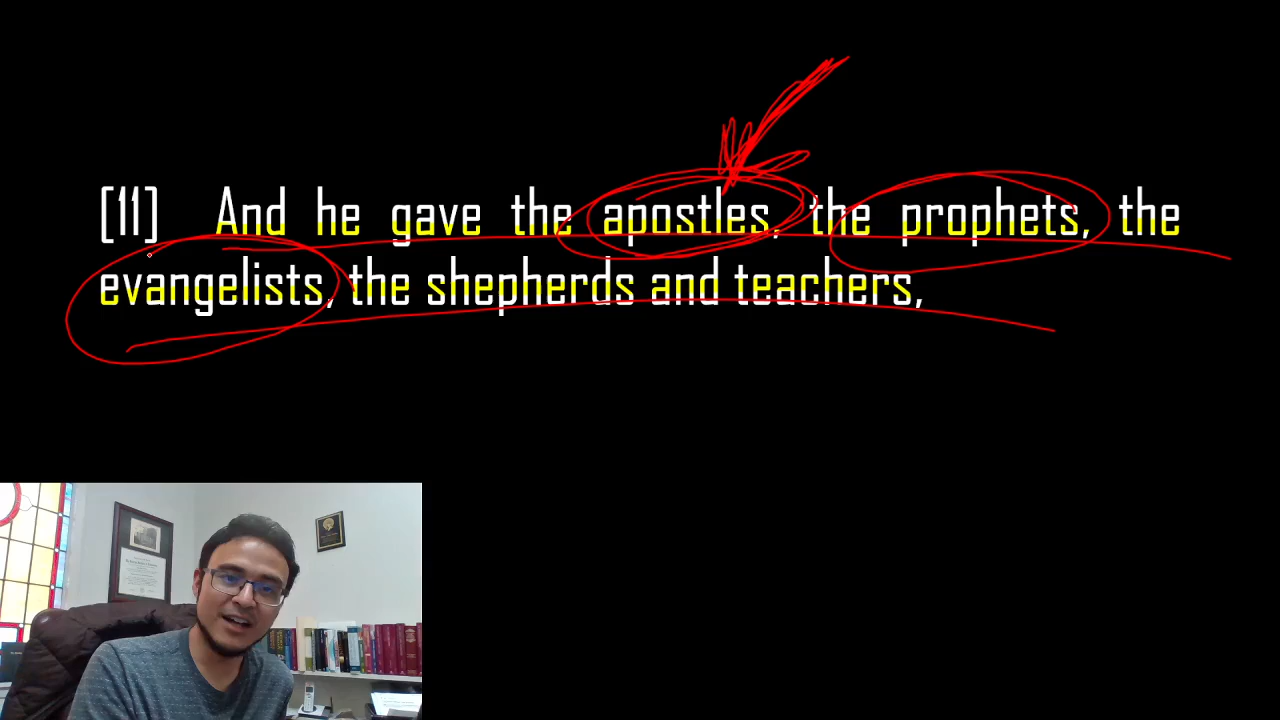 [11] And he gave the apostles, the prophets, the
evangelists, the shepherds and teachers,